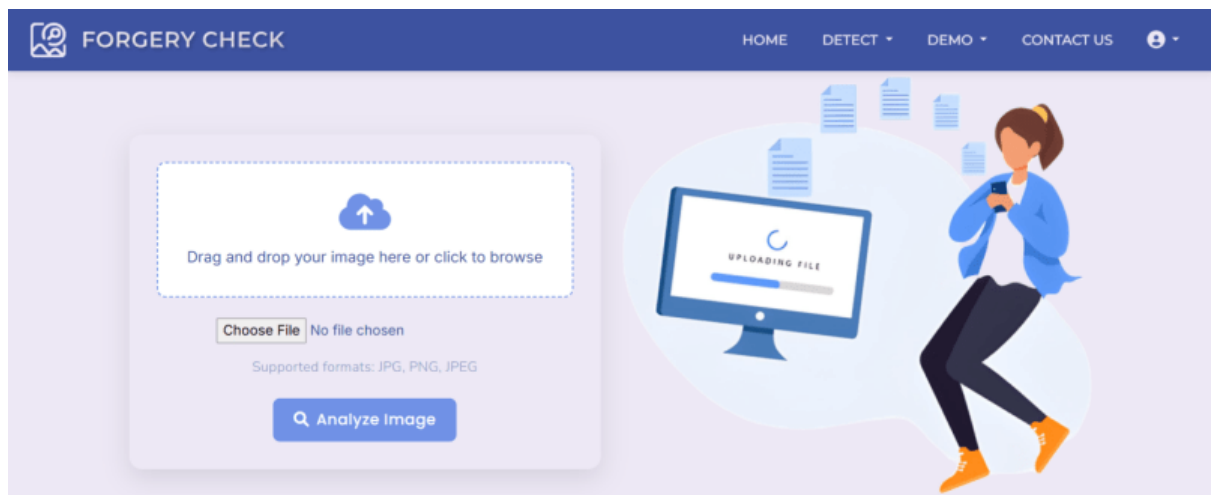 FORGERY CHECK
HOME DETECT DEMO CONTACT US
Drag and drop your image here or click to browse
Choose File No file chosen
Supported formats: JPG, PNG, JPEG
Analyze Image
UPLOADING FILE